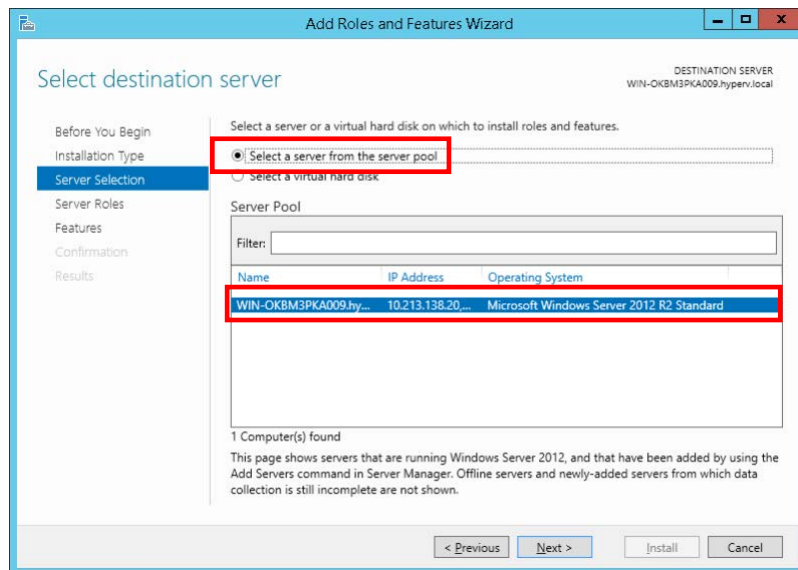 Add Roles and Features Wizard
Select destination server
DESTINATION SERVER
WIN-OKBM3PKA009.hyperv.local
Before You Begin
Installation Type
Server Selection
Server Roles
Features
Confirmation
Results
Select a server or a virtual hard disk on which to install roles and features.
Select a server from the server pool
Select a virtual hard disk
Server Pool
Filter:
Name IP Address Operating System
WIN-OKBM3PKA009.hy... 10.213.138.20,... Microsoft Windows Server 2012 R2 Standard
1 Computer(s) found
This page shows servers that are running Windows Server 2012, and that have been added by using the
Add Servers command in Server Manager. Offline servers and newly-added servers from which data
collection is still incomplete are not shown.
< Previous Next > Install Cancel